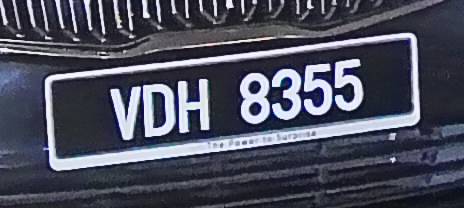 VDH 8355
The Power to Surprise